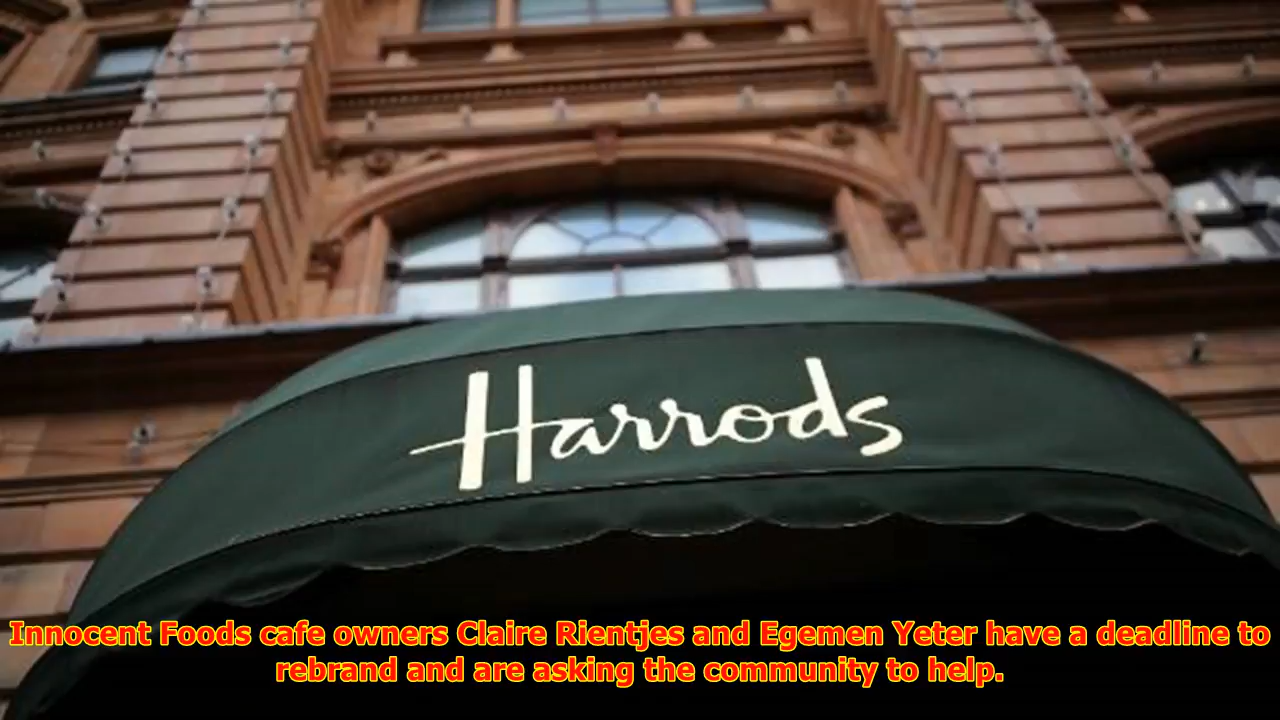 Harrods
Innocent Foods cafe owners Claire Rientjes and Egemen Yeter have a deadline to
rebrand and are asking the community to help.